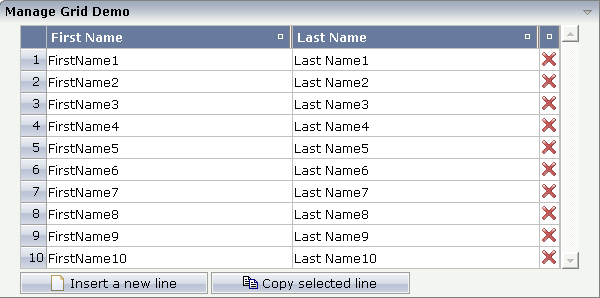 Manage Grid Demo
First Name Last Name
1 FirstName1 Last Name1
2 FirstName2 Last Name2
3 FirstName3 Last Name3
4 FirstName4 Last Name4
5 FirstName5 Last Name5
6 FirstName6 Last Name6
7 FirstName7 Last Name7
8 FirstName8 Last Name8
9 FirstName9 Last Name9
10 FirstName10 Last Name10
Insert a new line Copy selected line